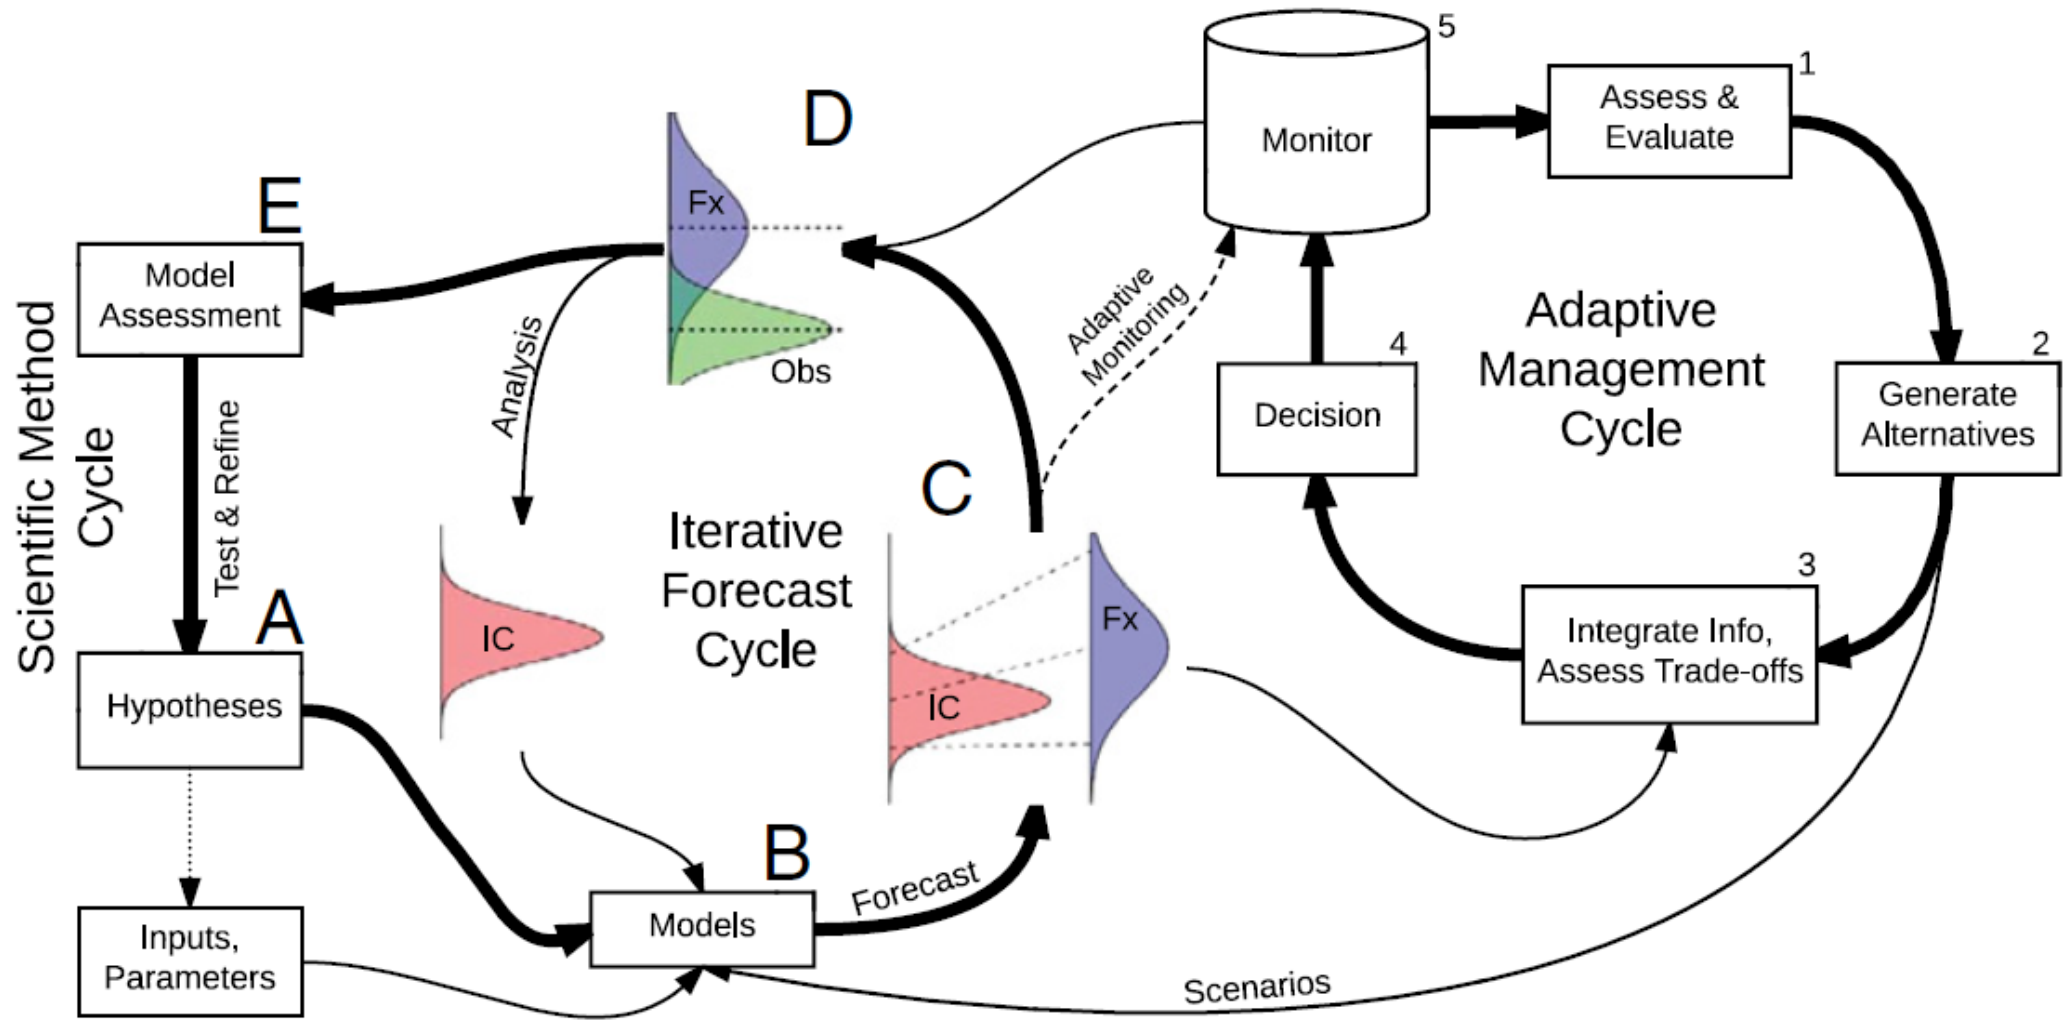 5
Monitor
1
Assess &
Evaluate
D
Fx
Obs
E
Model
Assessment
Scientific Method
Cycle
Test & Refine
Analysis
Adaptive
Monitoring
4
Decision
Adaptive
Management
Cycle
2
Generate
Alternatives
C
Iterative
Forecast
Cycle
IC
IC
Fx
3
Integrate Info,
Assess Trade-offs
A
Hypotheses
B
Models
Forecast
Inputs,
Parameters
Scenarios